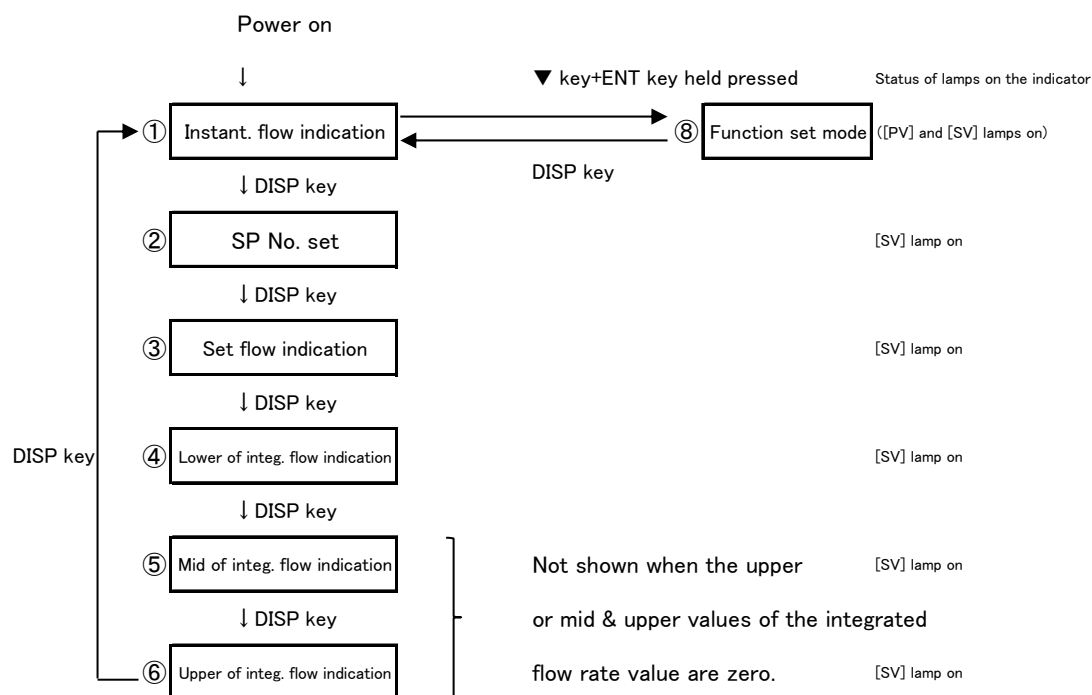 Power on
↓ ▼ key+ENT key held pressed Status of lamps on the indicator
① Instant. flow indication ⑧ Function set mode ([PV] and [SV] lamps on)
↓ DISP key DISP key
② SP No. set [SV] lamp on
↓ DISP key
③ Set flow indication [SV] lamp on
↓ DISP key
DISP key ④ Lower of integ. flow indication [SV] lamp on
↓ DISP key
⑤ Mid of integ. flow indication Not shown when the upper [SV] lamp on
↓ DISP key or mid & upper values of the integrated
⑥ Upper of integ. flow indication flow rate value are zero. [SV] lamp on